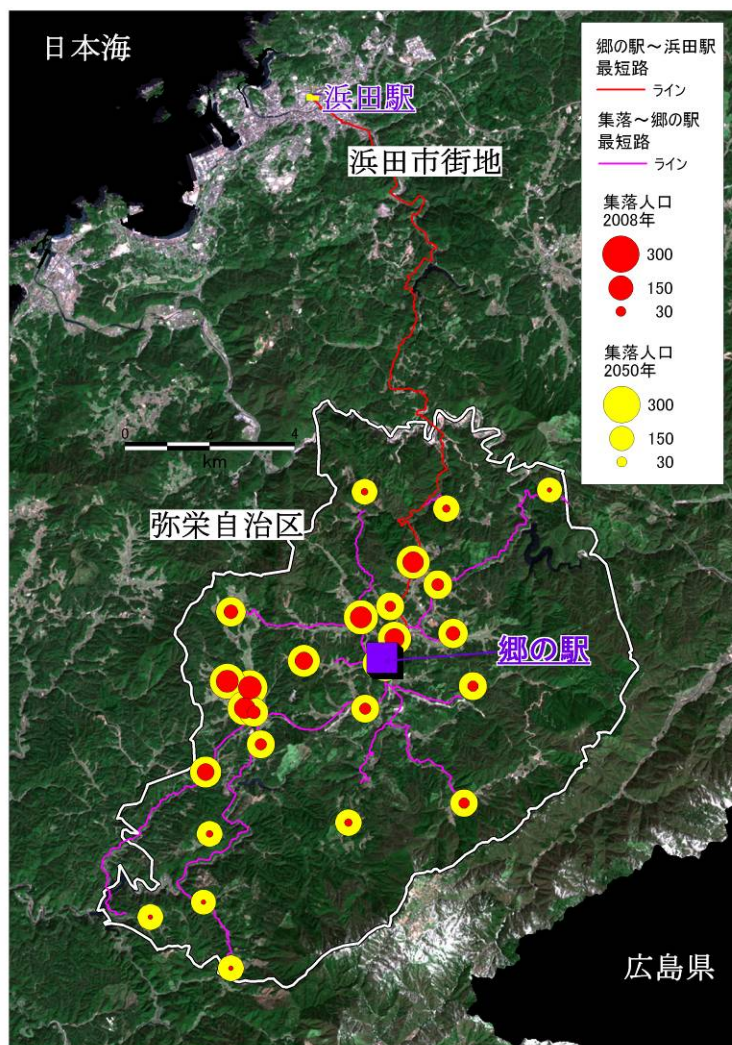 日本海
浜田駅
浜田市街地
郷の駅～浜田駅
最短路
ライン
集落～郷の駅
最短路
ライン
集落人口
2008年
300
150
30
集落人口
2050年
300
150
30
0 2 4
km
弥栄自治区
郷の駅
広島県